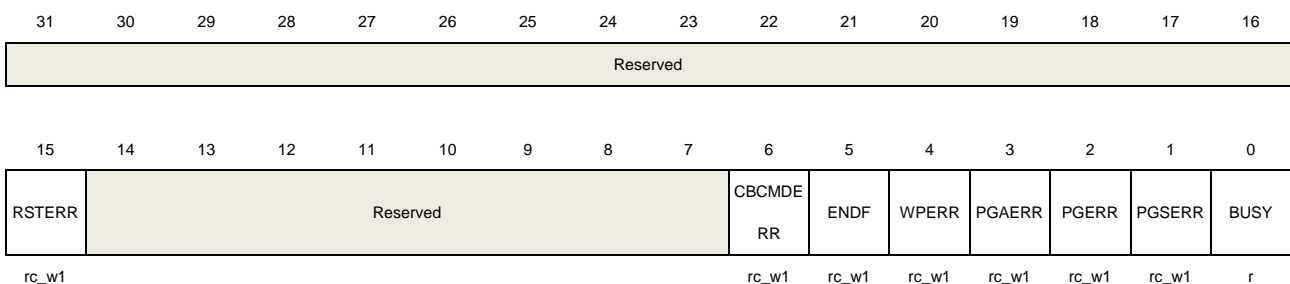 31 30 29 28 27 26 25 24 23 22 21 20 19 18 17 16
Reserved
15 14 13 12 11 10 9 8 7 6 5 4 3 2 1 0
RSTERR Reserved CBCMDE ENDF WPERR PGAERR PGERR PGSERR BUSY
RR
rc_w1 rc_w1 rc_w1 rc_w1 rc_w1 rc_w1 rc_w1 r